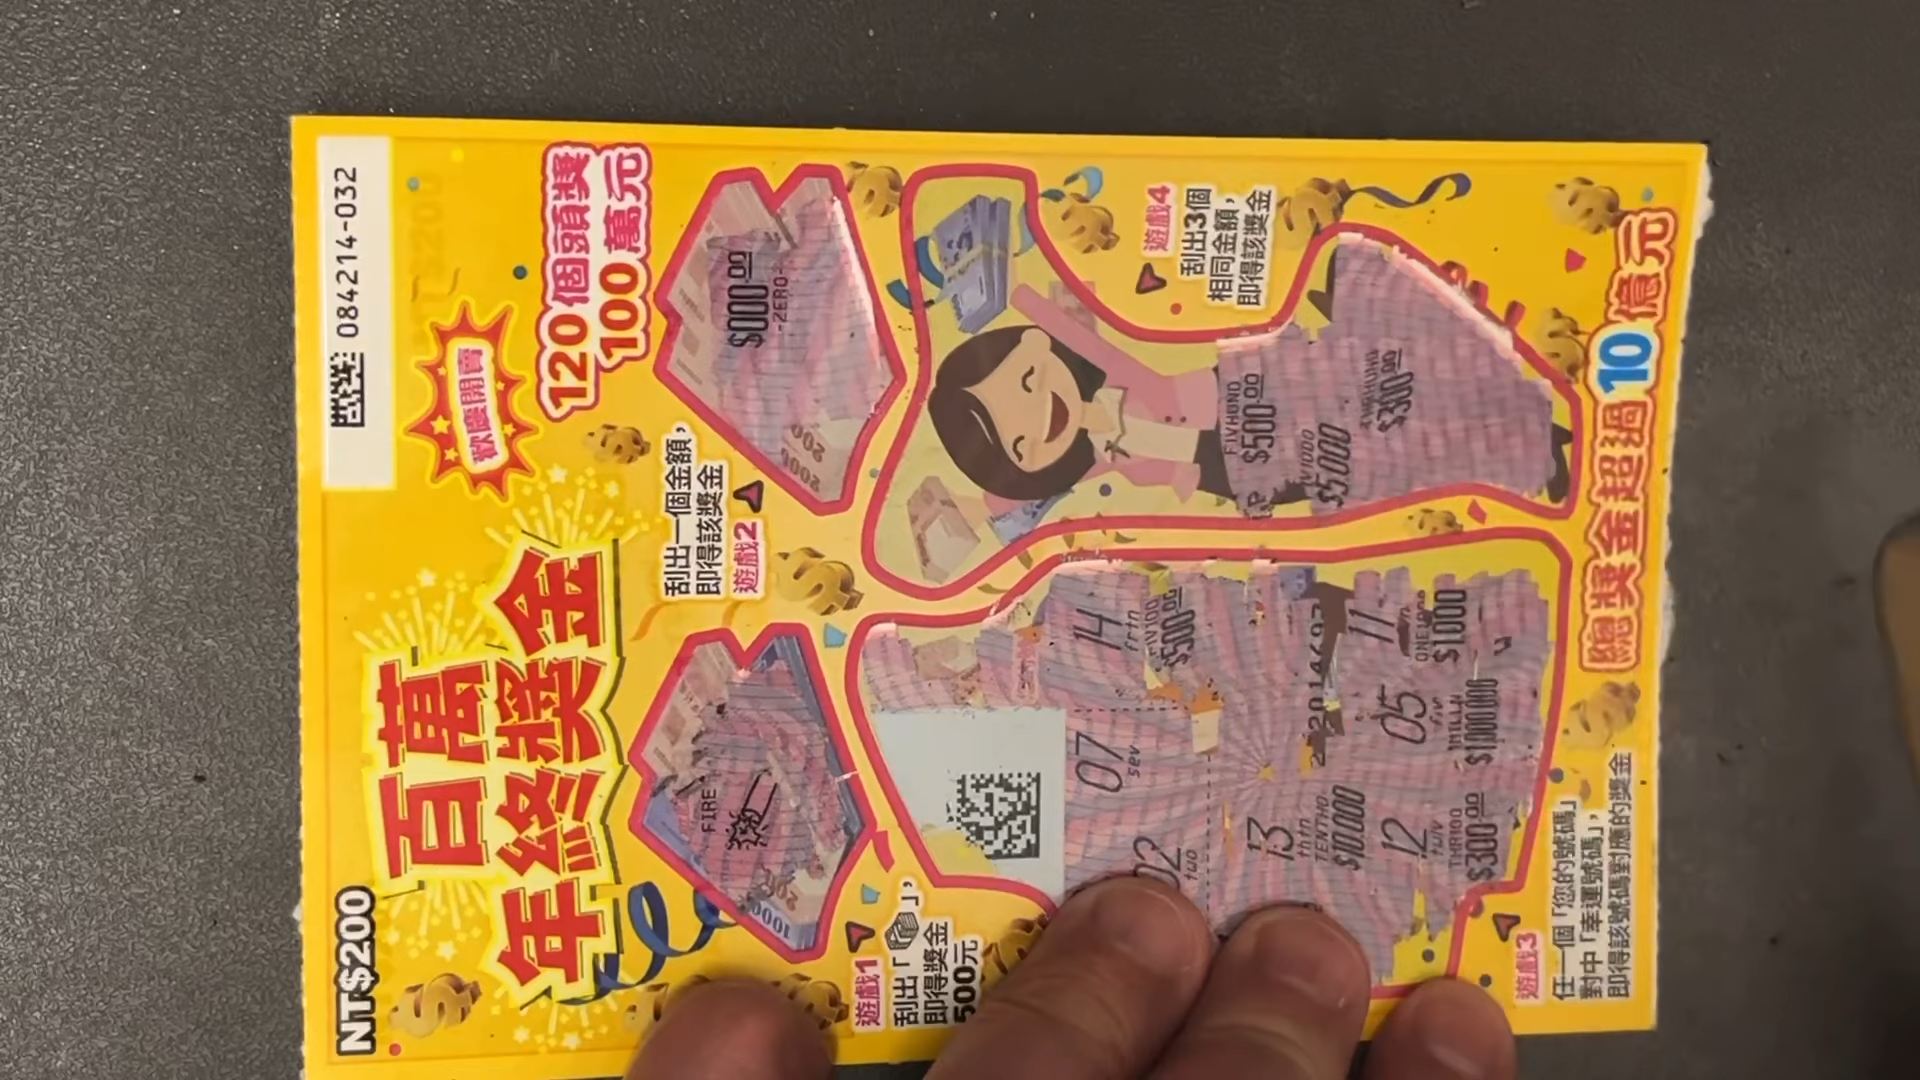 NT$200
084214-032
百萬
年終獎金
歡慶開賣
120個頭獎
100萬元
遊戲1
刮出「」,
即得獎金
500元
FIRE
遊戲2
刮出一個金額,
即得該獎金
$000.00
-ZERO-
遊戲3
任一個「您的號碼」
對中「幸運號碼」,
即得該號碼對應的獎金
02
two
07
sev
14
frtn
FIV100
$500.00
13
thtn
TENTHO
$10,000
12
twlv
THR100
$300.00
05
fiv
$1,000,000
11
$1,000
遊戲4
刮出3個
相同金額,
即得該獎金
FIVHUND
$500.00
$5,000
$300.00
總獎金超過10億元